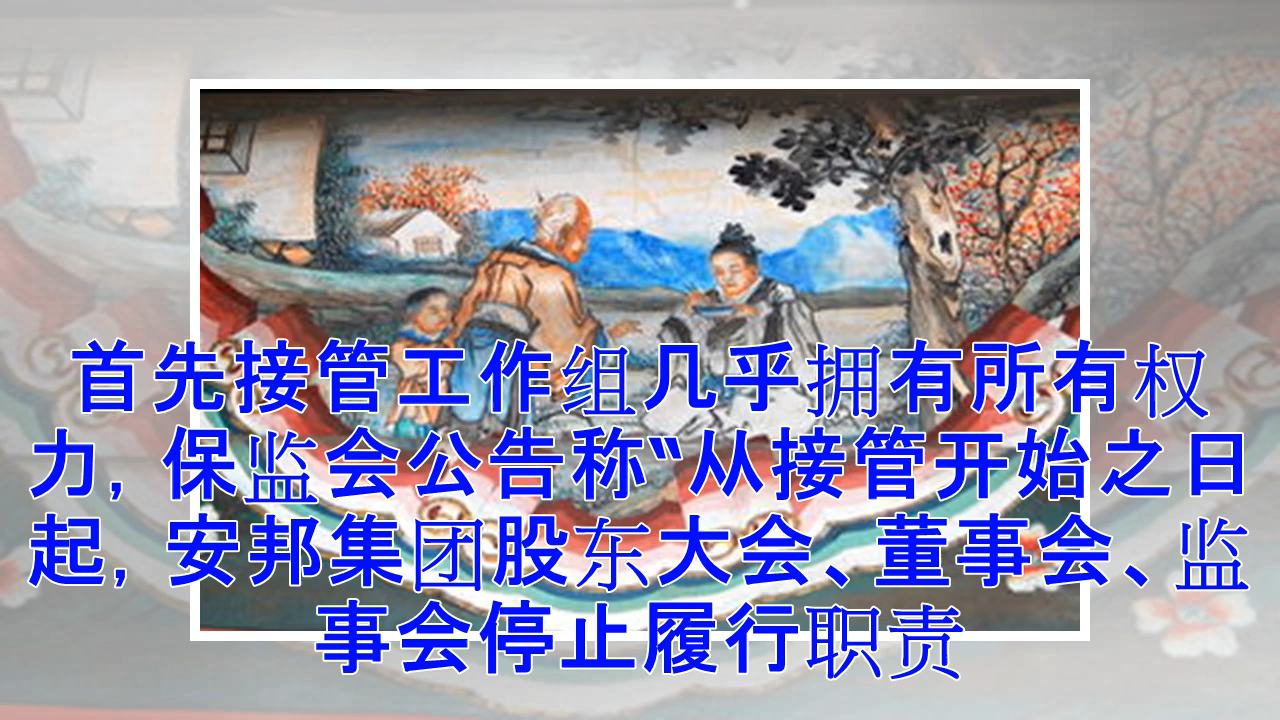 首先接管工作组几乎拥有所有权
力,保监会公告称“从接管开始之日
起,安邦集团股东大会、董事会、监
事会停止履行职责